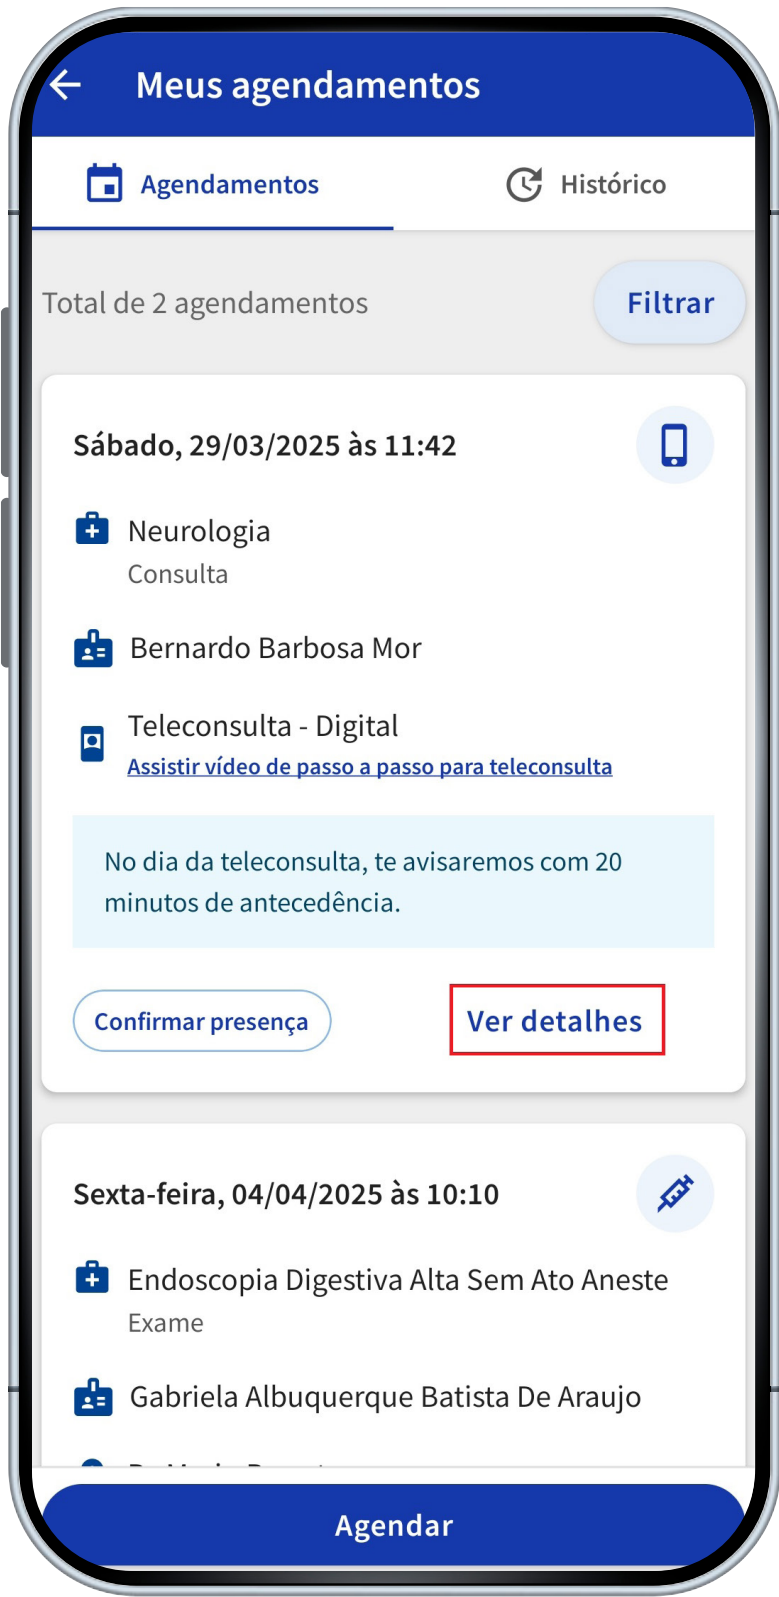 Meus agendamentos
Agendamentos
Histórico
Total de 2 agendamentos
Filtrar
Sábado, 29/03/2025 às 11:42
Neurologia
Consulta
Bernardo Barbosa Mor
Teleconsulta - Digital
Assistir vídeo de passo a passo para teleconsulta
No dia da teleconsulta, te avisaremos com 20
minutos de antecedência.
Confirmar presença
Ver detalhes
Sexta-feira, 04/04/2025 às 10:10
Endoscopia Digestiva Alta Sem Ato Aneste
Exame
Gabriela Albuquerque Batista De Araujo
Agendar